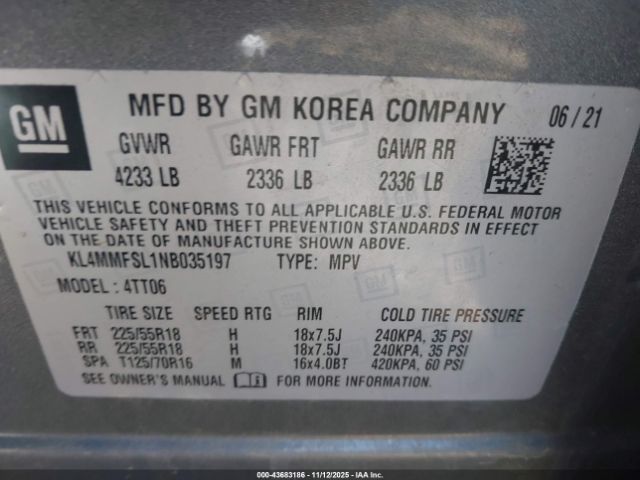 GM
MFD BY GM KOREA COMPANY 06 / 21
GVWR GAWR FRT GAWR RR
4233 LB 2336 LB 2336 LB
THIS VEHICLE CONFORMS TO ALL APPLICABLE U.S. FEDERAL MOTOR
VEHICLE SAFETY AND THEFT PREVENTION STANDARDS IN EFFECT
ON THE DATE OF MANUFACTURE SHOWN ABOVE.
KL4MMFSL1NB035197 TYPE: MPV
MODEL : 4TT06
TIRE SIZE SPEED RTG RIM COLD TIRE PRESSURE
FRT 225/55R18 H 18x7.5J 240KPA, 35 PSI
RR 225/55R18 H 18x7.5J 240KPA, 35 PSI
SPA T125/70R16 M 16x4.0BT 420KPA, 60 PSI
SEE OWNER'S MANUAL FOR MORE INFORMATION.
000-43683186 - 11/12/2025 - IAA Inc.